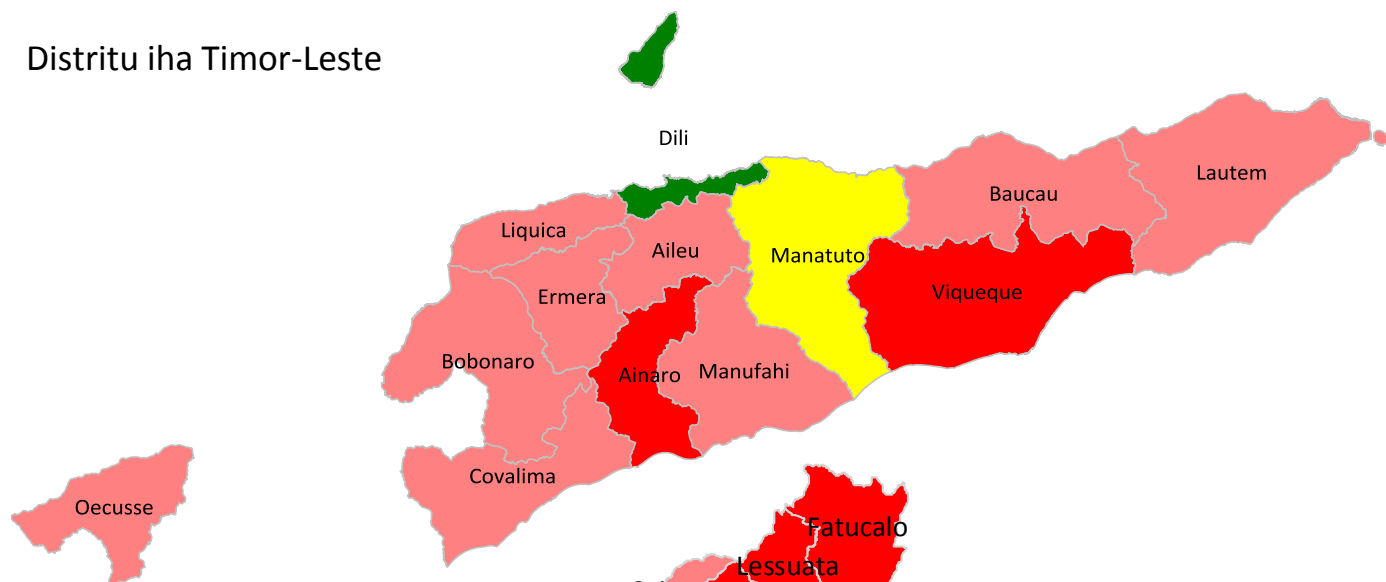 Distritu iha Timor-Leste
Dili
Lautem
Baucau
Liquica
Aileu
Manatuto
Viqueque
Ermera
Bobonaro
Ainaro
Manufahi
Covalima
Oecusse
Fatucalo
Lessuata